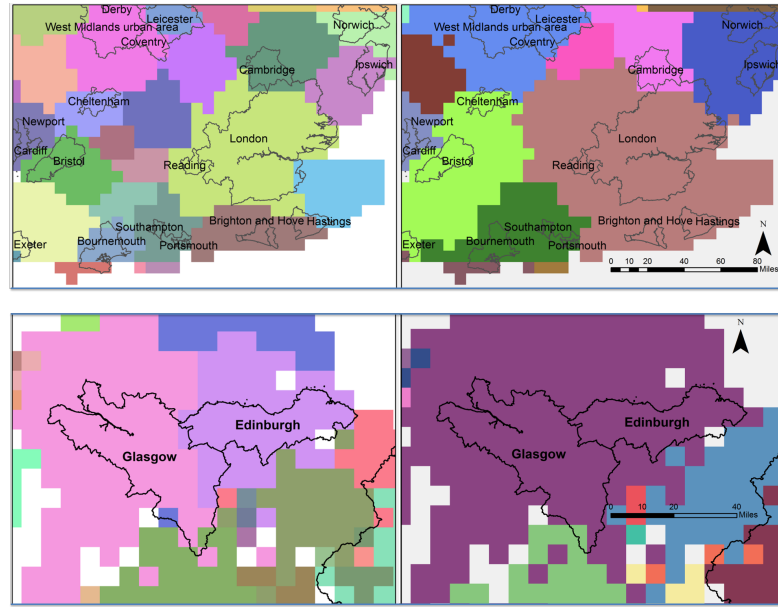 Derby
Leicester
West Midlands urban area
Coventry
Norwich
Ipswich
Cambridge
Cheltenham
Newport
Cardiff
Bristol
London
Reading
Southampton
Brighton and Hove
Hastings
Exeter
Bournemouth
Portsmouth
Derby
Leicester
West Midlands urban area
Coventry
Norwich
Ipswich
Cambridge
Cheltenham
Newport
Cardiff
Bristol
London
Reading
Southampton
Brighton and Hove
Hastings
Exeter
Bournemouth
Portsmouth
N
0 10 20 40 60 80
Miles
Glasgow
Edinburgh
N
Glasgow
Edinburgh
0 10 20 40
Miles